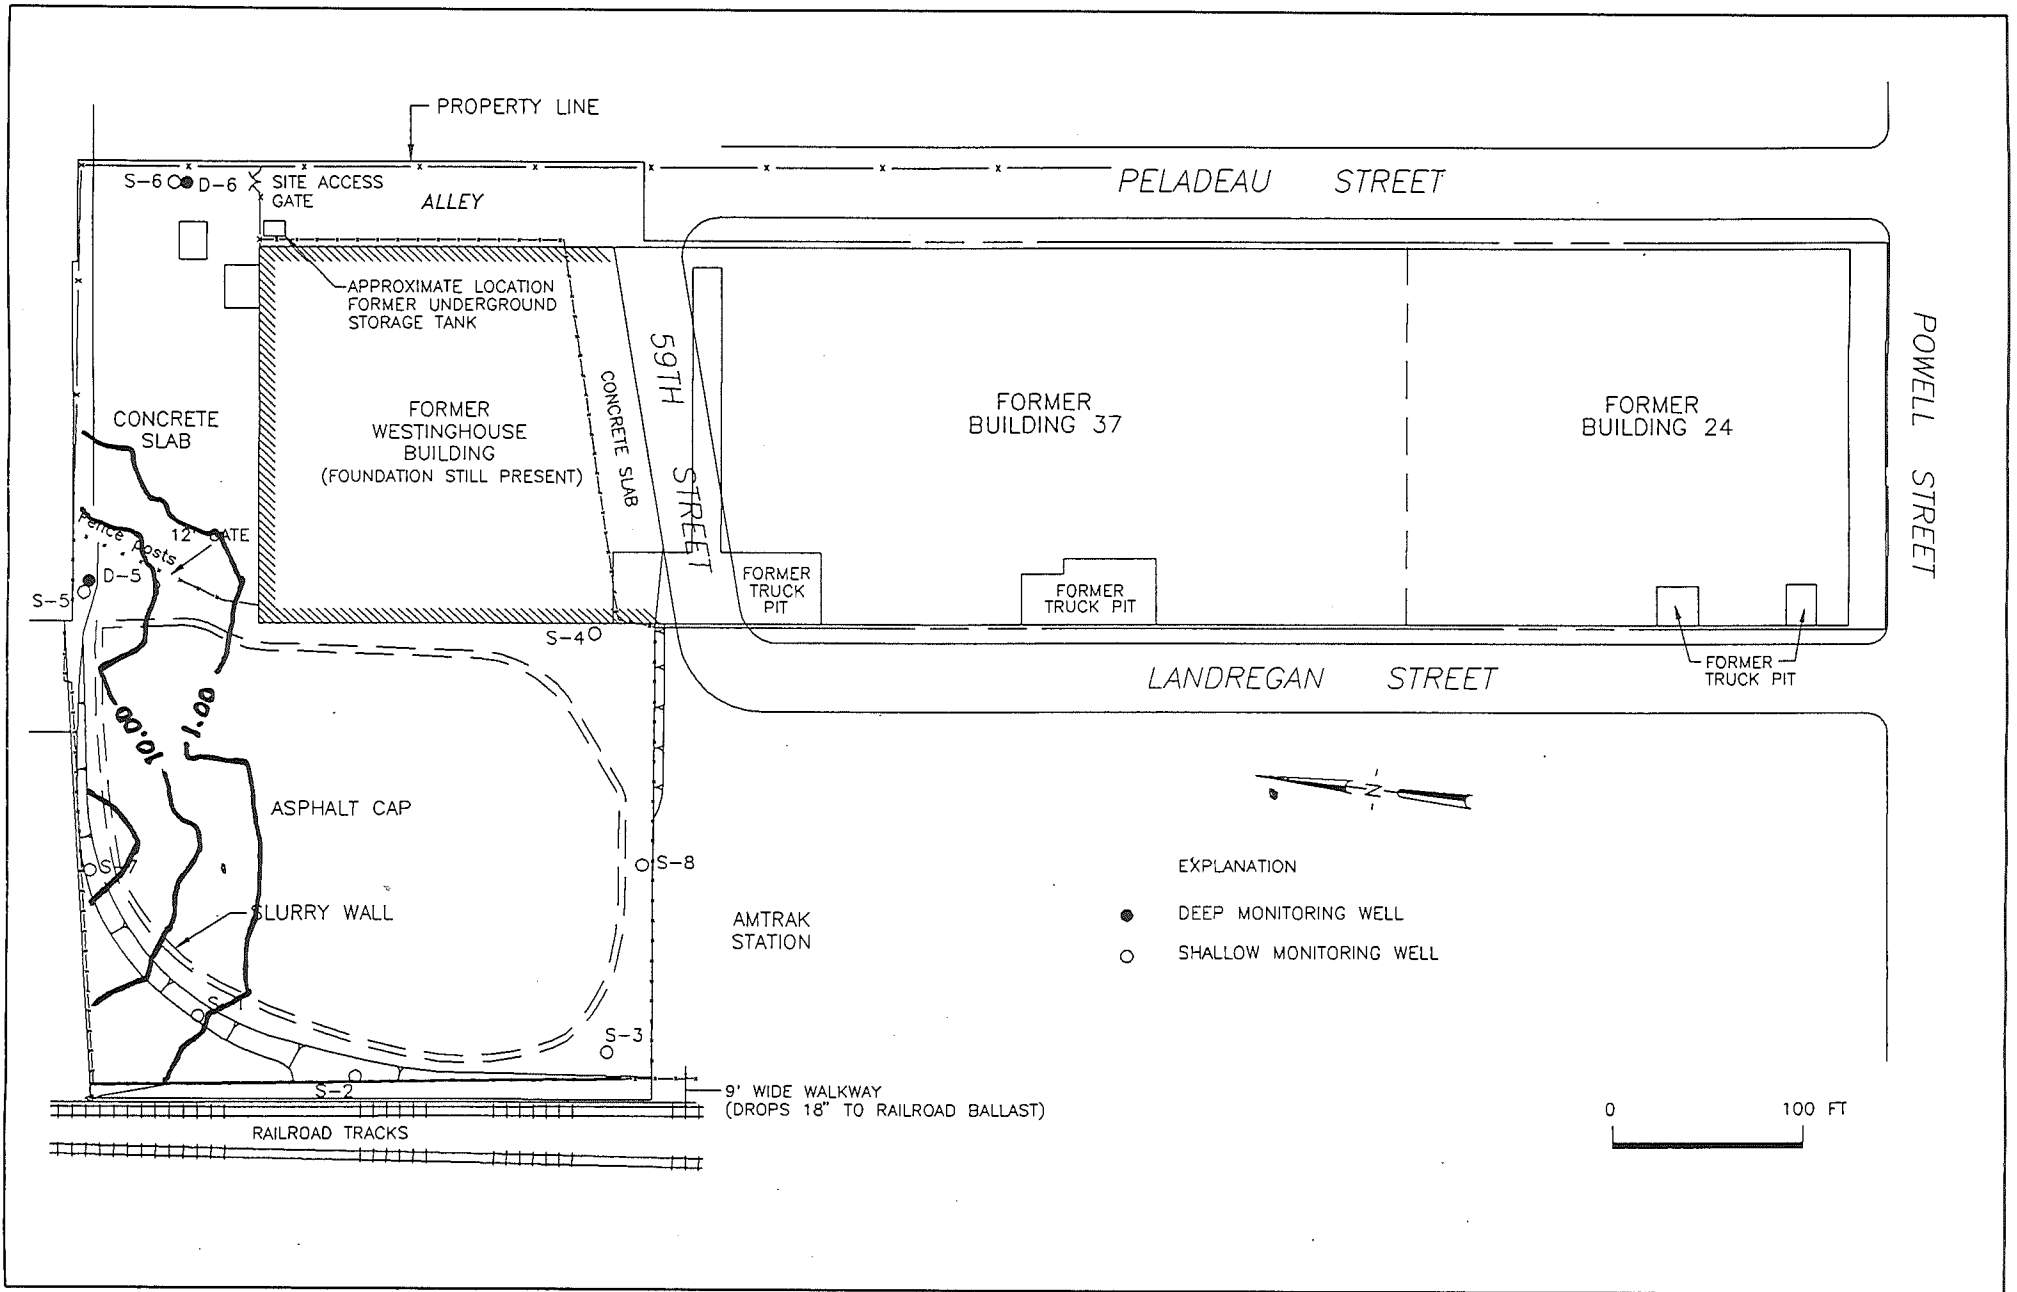 PROPERTY LINE
S-6
D-6
SITE ACCESS
GATE
ALLEY
PELADEAU STREET
APPROXIMATE LOCATION
FORMER UNDERGROUND
STORAGE TANK
CONCRETE
SLAB
FORMER
WESTINGHOUSE
BUILDING
(FOUNDATION STILL PRESENT)
CONCRETE SLAB
59TH STREET
FORMER
BUILDING 37
FORMER
BUILDING 24
POWELL STREET
Fence posts
12' GATE
D-5
S-5
S-4
FORMER
TRUCK
PIT
FORMER
TRUCK PIT
FORMER
TRUCK PIT
LANDREGAN STREET
10.00
1.00
N
ASPHALT CAP
S-7
SLURRY WALL
S-8
AMTRAK
STATION
EXPLANATION
DEEP MONITORING WELL
SHALLOW MONITORING WELL
S-3
S-2
9' WIDE WALKWAY
(DROPS 18" TO RAILROAD BALLAST)
RAILROAD TRACKS
0 100 FT